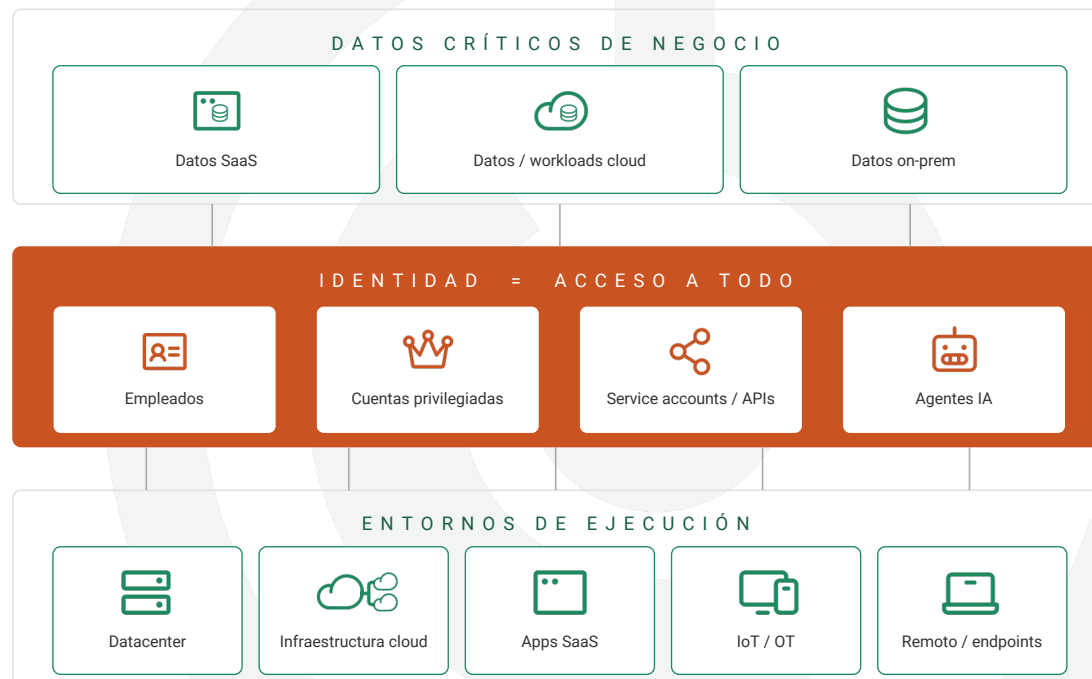 DATOS CRÍTICOS DE NEGOCIO
Datos SaaS
Datos / workloads cloud
Datos on-prem
IDENTIDAD = ACCESO A TODO
Empleados
Cuentas privilegiadas
Service accounts / APIs
Agentes IA
ENTORNOS DE EJECUCIÓN
Datacenter
Infraestructura cloud
Apps SaaS
IoT / OT
Remoto / endpoints